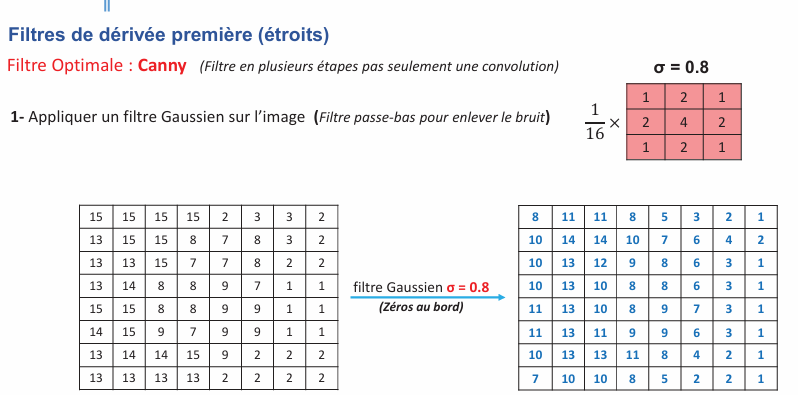 Filtres de dérivée première (étroits)
Filtre Optimale : Canny (Filtre en plusieurs étapes pas seulement une convolution)
σ = 0.8
1- Appliquer un filtre Gaussien sur l’image (Filtre passe-bas pour enlever le bruit)
1/16 ×
1 2 1
2 4 2
1 2 1
15 15 15 15 2 3 3 2
13 15 15 8 7 8 3 2
13 13 15 7 7 8 2 2
13 14 8 8 9 7 1 1
15 15 8 8 9 9 1 1
14 15 9 7 9 9 1 1
13 14 14 15 9 2 2 2
13 13 13 13 2 2 2 2
filtre Gaussien σ = 0.8
(Zéros au bord)
8 11 11 8 5 3 2 1
10 14 14 10 7 6 4 2
10 13 12 9 8 6 3 1
10 13 10 8 8 6 3 1
11 13 10 8 9 7 3 1
11 13 11 9 9 6 3 1
10 13 13 11 8 4 2 1
7 10 10 8 5 2 2 1